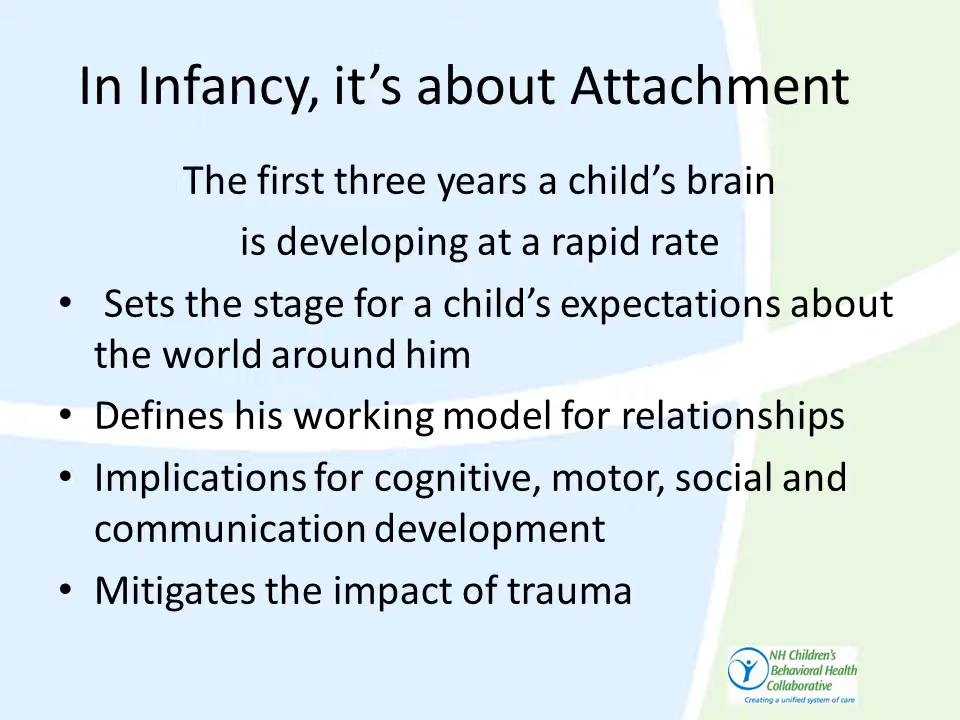 In Infancy, it’s about Attachment
The first three years a child’s brain
is developing at a rapid rate
• Sets the stage for a child’s expectations about
the world around him
• Defines his working model for relationships
• Implications for cognitive, motor, social and
communication development
• Mitigates the impact of trauma
NH Children’s
Behavioral Health
Collaborative
Creating a unified system of care